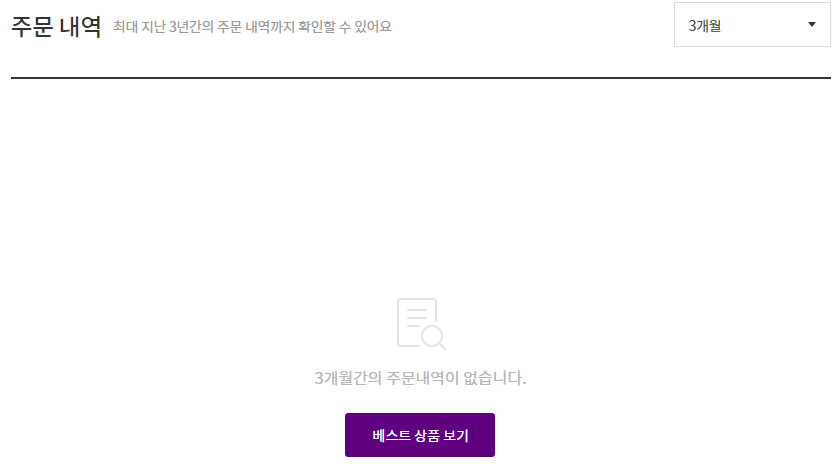 주문 내역 최대 지난 3년간의 주문 내역까지 확인할 수 있어요 3개월
3개월간의 주문내역이 없습니다.
베스트 상품 보기